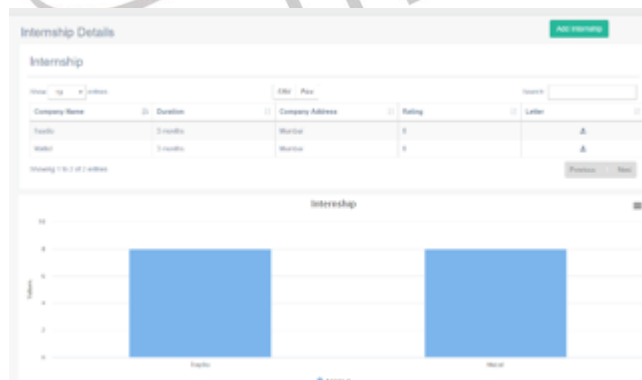 Internship Details
Add Internship
Internship
Show 10 entries
CSV Print
Search:
Company Name Duration Company Address Rating Letter
3 months Mumbai 8
3 months Mumbai
Showing 1 to 2 of 2 entries
Previous Next
Internship
10
8
6
4
2
0
Values